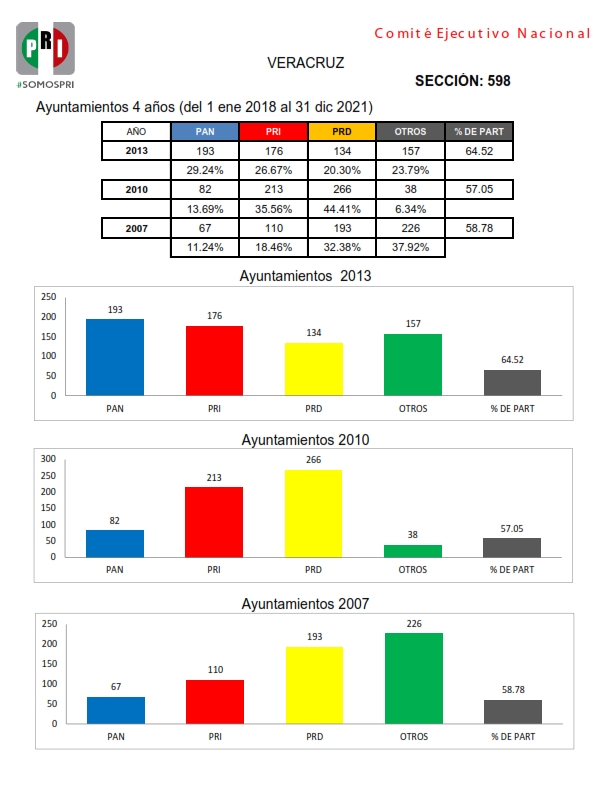 Comité Ejecutivo Nacional
PRI
#SOMOSPRI
VERACRUZ
SECCIÓN: 598
Ayuntamientos 4 años (del 1 ene 2018 al 31 dic 2021)
AÑO PAN PRI PRD OTROS % DE PART
2013 193 176 134 157 64.52
29.24% 26.67% 20.30% 23.79%
2010 82 213 266 38 57.05
13.69% 35.56% 44.41% 6.34%
2007 67 110 193 226 58.78
11.24% 18.46% 32.38% 37.92%
Ayuntamientos 2013
250
200
150
100
50
0
193 176 134 157 64.52
PAN PRI PRD OTROS % DE PART
Ayuntamientos 2010
300
250
200
150
100
50
0
82 213 266 38 57.05
PAN PRI PRD OTROS % DE PART
Ayuntamientos 2007
250
200
150
100
50
0
67 110 193 226 58.78
PAN PRI PRD OTROS % DE PART